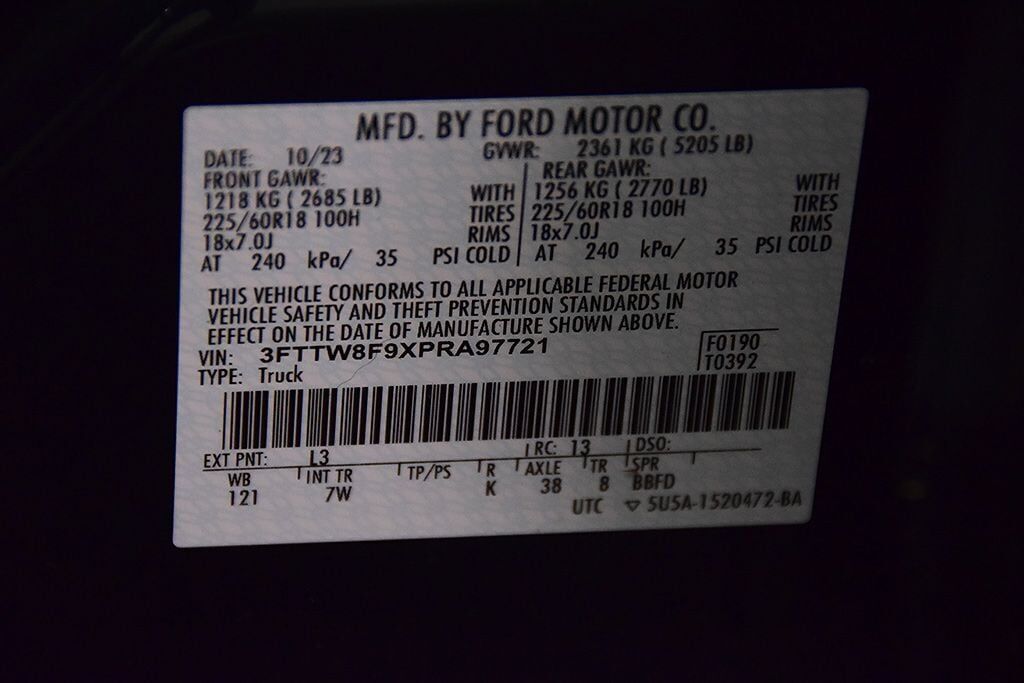 MFD. BY FORD MOTOR CO.
DATE: 10/23 GVWR: 2361 KG ( 5205 LB)
FRONT GAWR: REAR GAWR:
1218 KG ( 2685 LB) WITH 1256 KG ( 2770 LB) WITH
225/60R18 100H TIRES 225/60R18 100H TIRES
18x7.0J RIMS 18x7.0J RIMS
AT 240 kPa/ 35 PSI COLD AT 240 kPa/ 35 PSI COLD
THIS VEHICLE CONFORMS TO ALL APPLICABLE FEDERAL MOTOR
VEHICLE SAFETY AND THEFT PREVENTION STANDARDS IN
EFFECT ON THE DATE OF MANUFACTURE SHOWN ABOVE.
VIN: 3FTTW8F9XPRA97721 F0190
TYPE: Truck T0392
EXT PNT: L3 RC: 13 DSO:
WB INT TR TP/PS R AXLE TR SPR
121 7W K 38 8 BBFD
UTC ▽ 5U5A-1520472-BA